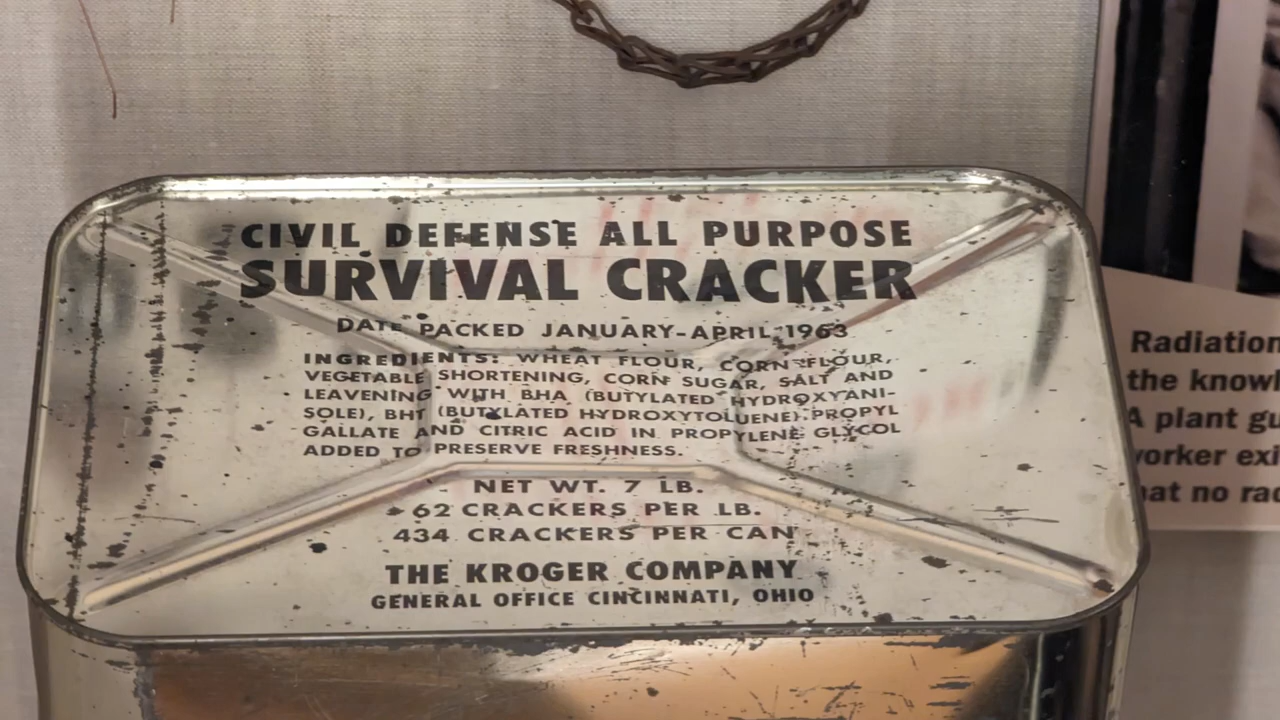 CIVIL DEFENSE ALL PURPOSE
SURVIVAL CRACKER
DATE PACKED JANUARY-APRIL 1963
INGREDIENTS: WHEAT FLOUR, CORN FLOUR,
VEGETABLE SHORTENING, CORN SUGAR, SALT AND
LEAVENING WITH BHA (BUTYLATED HYDROXYANI-
SOLE), BHT (BUTYLATED HYDROXYTOLUENE) PROPYL
GALLATE AND CITRIC ACID IN PROPYLENE GLYCOL
ADDED TO PRESERVE FRESHNESS.
NET WT. 7 LB.
62 CRACKERS PER LB.
434 CRACKERS PER CAN
THE KROGER COMPANY
GENERAL OFFICE CINCINNATI, OHIO
Radiation
the
A plant
no